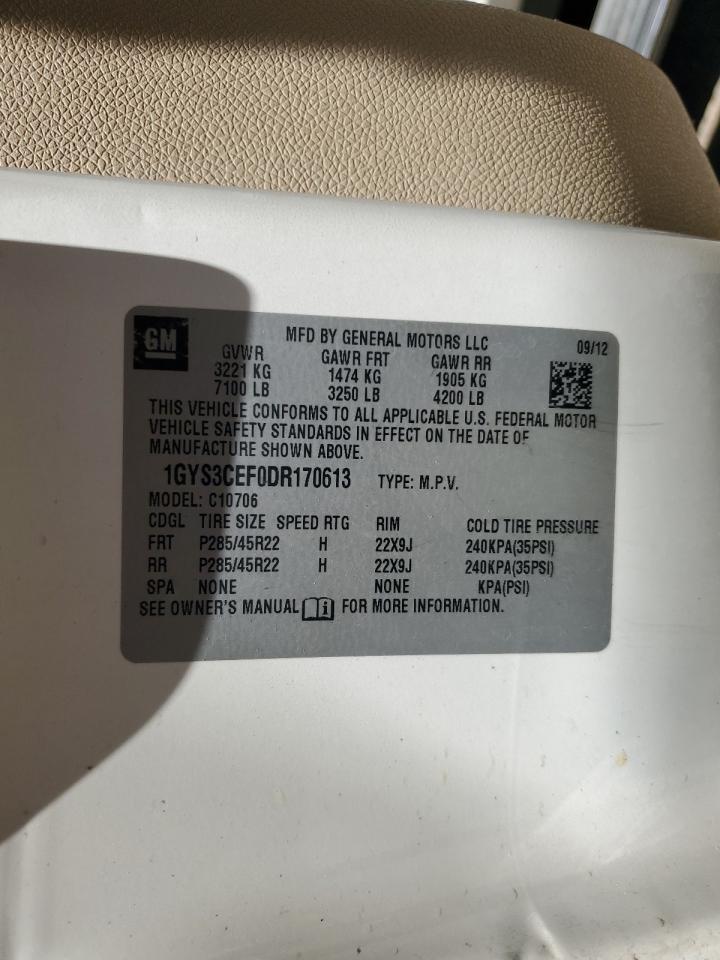 GM
MFD BY GENERAL MOTORS LLC 09/12
GVWR GAWR FRT GAWR RR
3221 KG 1474 KG 1905 KG
7100 LB 3250 LB 4200 LB
THIS VEHICLE CONFORMS TO ALL APPLICABLE U.S. FEDERAL MOTOR
VEHICLE SAFETY STANDARDS IN EFFECT ON THE DATE OF
MANUFACTURE SHOWN ABOVE.
1GYS3CEF0DR170613 TYPE: M.P.V.
MODEL: C10706
CDGL TIRE SIZE SPEED RTG RIM COLD TIRE PRESSURE
FRT P285/45R22 H 22X9J 240KPA(35PSI)
RR P285/45R22 H 22X9J 240KPA(35PSI)
SPA NONE NONE KPA(PSI)
SEE OWNER'S MANUAL FOR MORE INFORMATION.